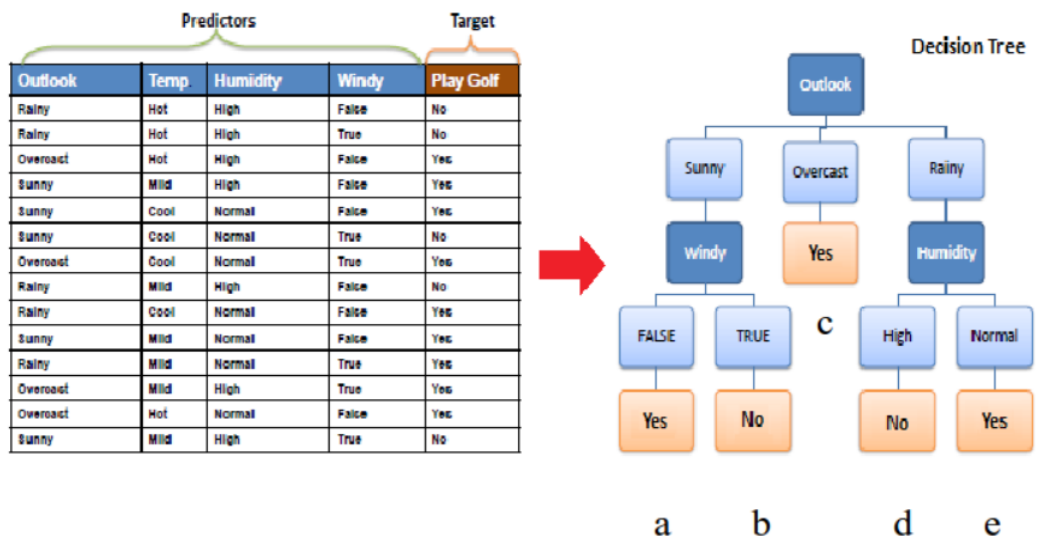 Predictors
Target
Outlook Temp. Humidity Windy Play Golf
Rainy Hot High False No
Rainy Hot High True No
Overcast Hot High False Yes
Sunny Mild High False Yes
Sunny Cool Normal False Yes
Sunny Cool Normal True No
Overcast Cool Normal True Yes
Rainy Mild High False No
Rainy Cool Normal False Yes
Sunny Mild Normal False Yes
Rainy Mild Normal True Yes
Overcast Mild High True Yes
Overcast Hot Normal False Yes
Sunny Mild High True No
Decision Tree
Outlook
Sunny Overcast Rainy
Windy Yes Humidity
c
FALSE TRUE High Normal
Yes No No Yes
a b d e